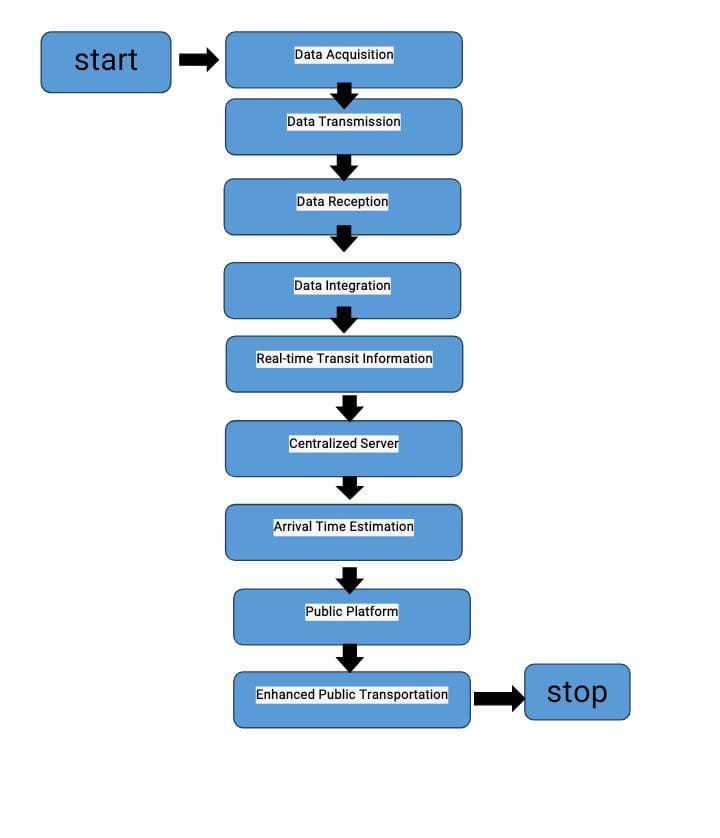 start
Data Acquisition
Data Transmission
Data Reception
Data Integration
Real-time Transit Information
Centralized Server
Arrival Time Estimation
Public Platform
Enhanced Public Transportation
stop